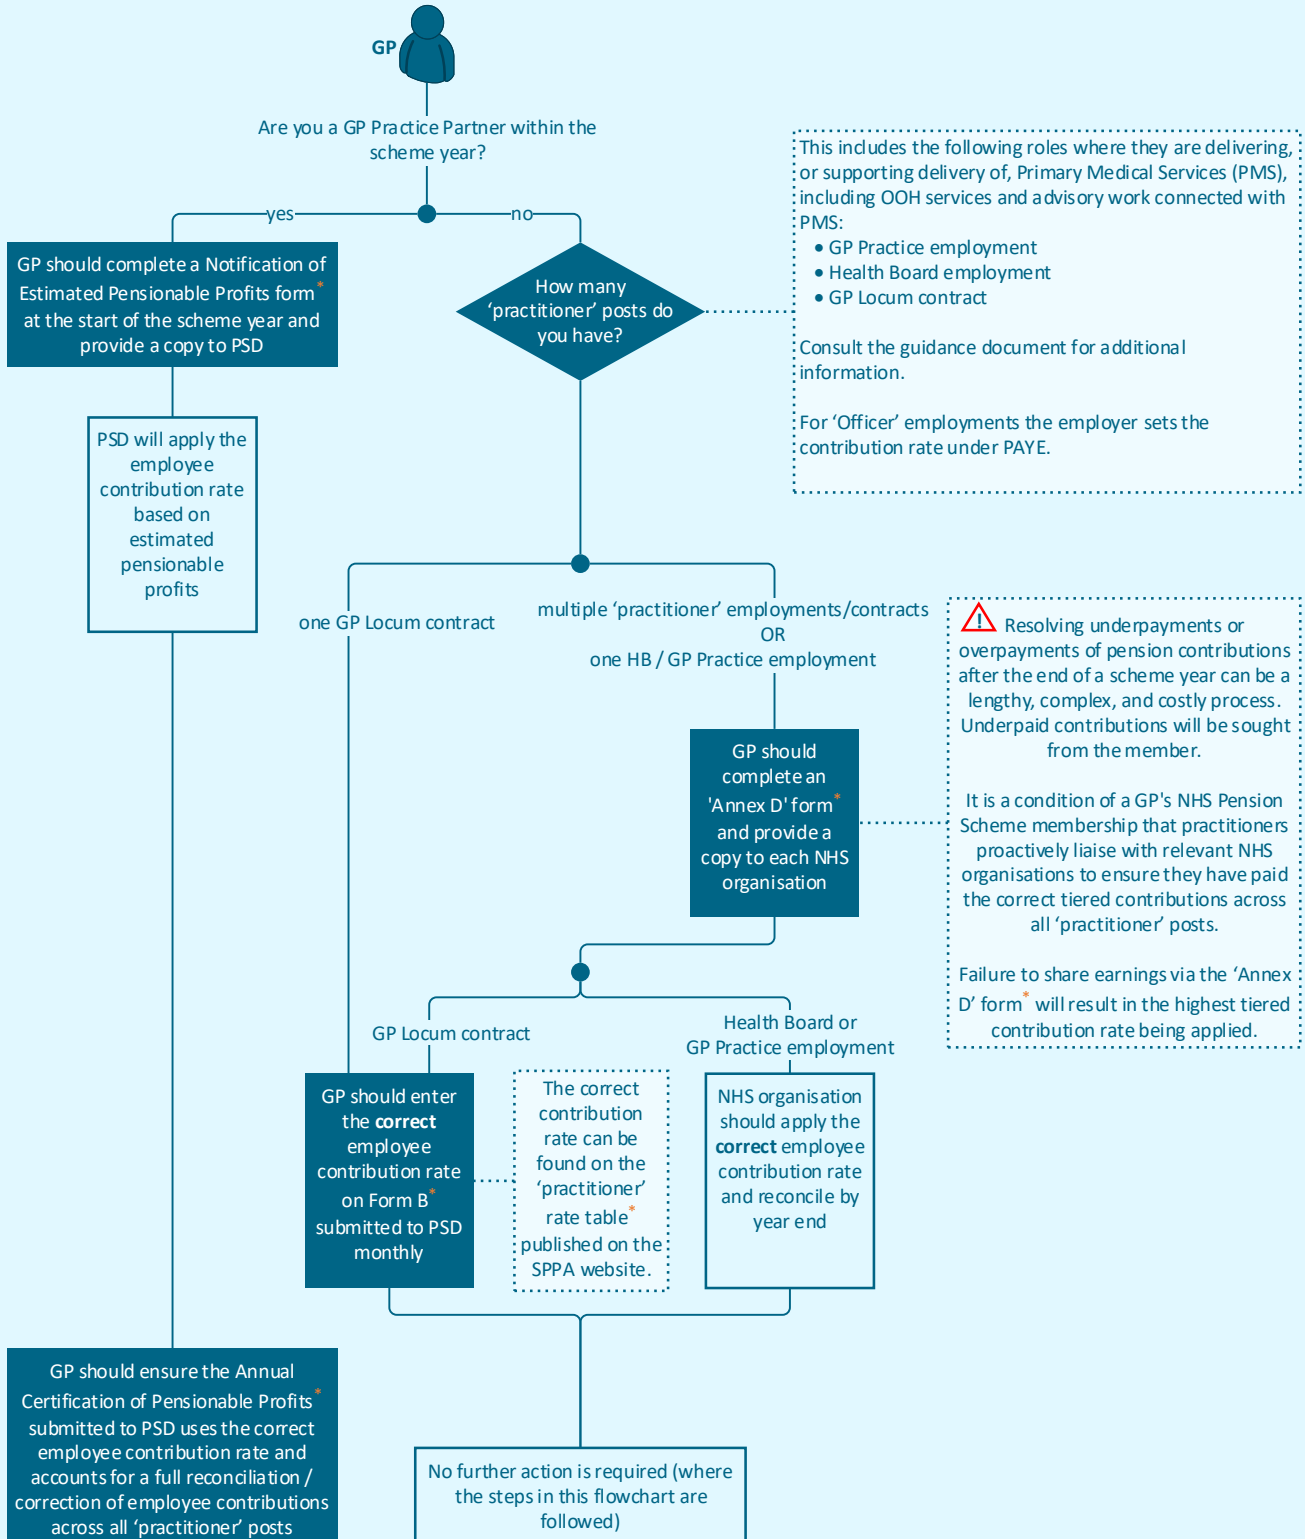 GP
Are you a GP Practice Partner within the
scheme year?
yes
no
GP should complete a Notification of
Estimated Pensionable Profits form*
at the start of the scheme year and
provide a copy to PSD
How many
‘practitioner’ posts do
you have?
This includes the following roles where they are delivering,
or supporting delivery of, Primary Medical Services (PMS),
including OOH services and advisory work connected with
PMS:
• GP Practice employment
• Health Board employment
• GP Locum contract
Consult the guidance document for additional
information.
For ‘Officer’ employments the employer sets the
contribution rate under PAYE.
PSD will apply the
employee
contribution rate
based on
estimated
pensionable
profits
one GP Locum contract
multiple ‘practitioner’ employments/contracts
OR
one HB / GP Practice employment
GP should
complete an
'Annex D' form*
and provide a
copy to each NHS
organisation
! Resolving underpayments or
overpayments of pension contributions
after the end of a scheme year can be a
lengthy, complex, and costly process.
Underpaid contributions will be sought
from the member.
It is a condition of a GP's NHS Pension
Scheme membership that practitioners
proactively liaise with relevant NHS
organisations to ensure they have paid
the correct tiered contributions across
all ‘practitioner’ posts.
Failure to share earnings via the ‘Annex
D’ form* will result in the highest tiered
contribution rate being applied.
GP Locum contract
Health Board or
GP Practice employment
GP should enter
the correct
employee
contribution rate
on Form B*
submitted to PSD
monthly
The correct
contribution
rate can be
found on the
‘practitioner’
rate table*
published on the
SPPA website.
NHS organisation
should apply the
correct employee
contribution rate
and reconcile by
year end
GP should ensure the Annual
Certification of Pensionable Profits*
submitted to PSD uses the correct
employee contribution rate and
accounts for a full reconciliation /
correction of employee contributions
across all ‘practitioner’ posts
No further action is required (where
the steps in this flowchart are
followed)